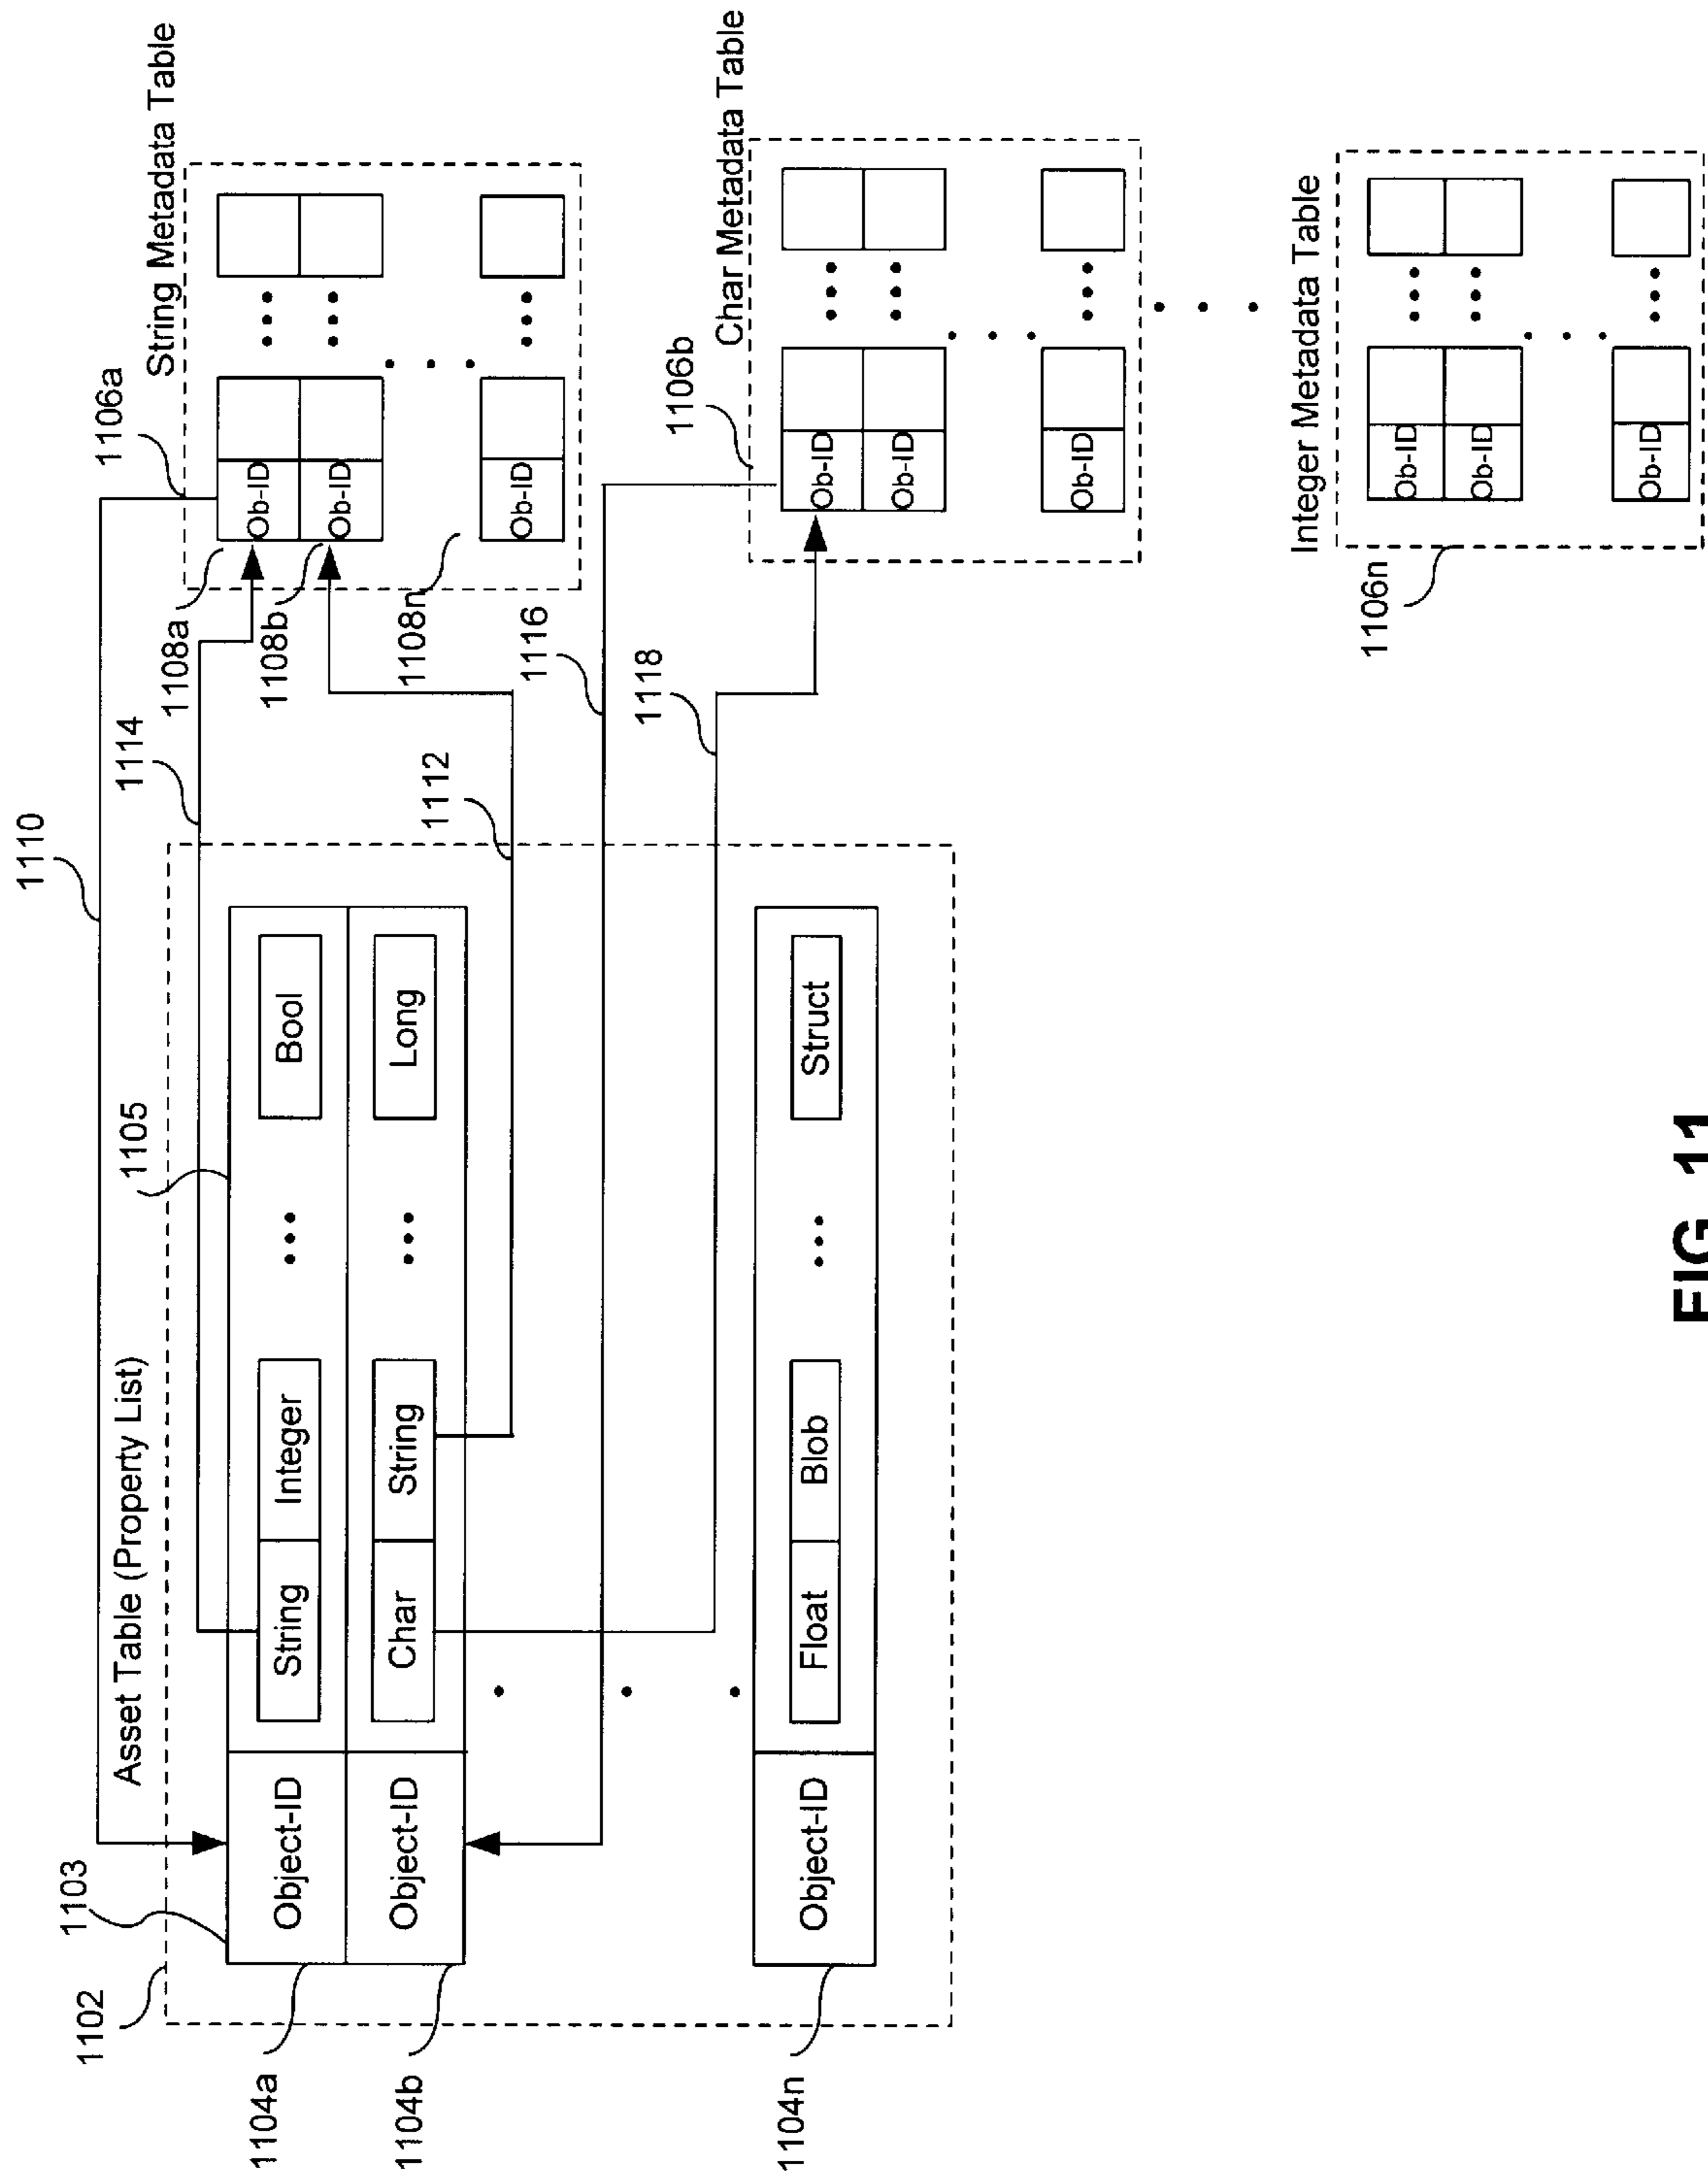 1110
1114
1106a
String Metadata Table
1102
1103
Asset Table (Property List)
1105
1108a
1108b
1108n
Ob-ID
Ob-ID
Ob-ID
1104a
Object-ID
String
Integer
Bool
1104b
Object-ID
Char
String
Long
1112
1116
1118
1106b
Char Metadata Table
Ob-ID
Ob-ID
Ob-ID
1104n
Object-ID
Float
Blob
Struct
1106n
Integer Metadata Table
Ob-ID
Ob-ID
Ob-ID
FIG 11